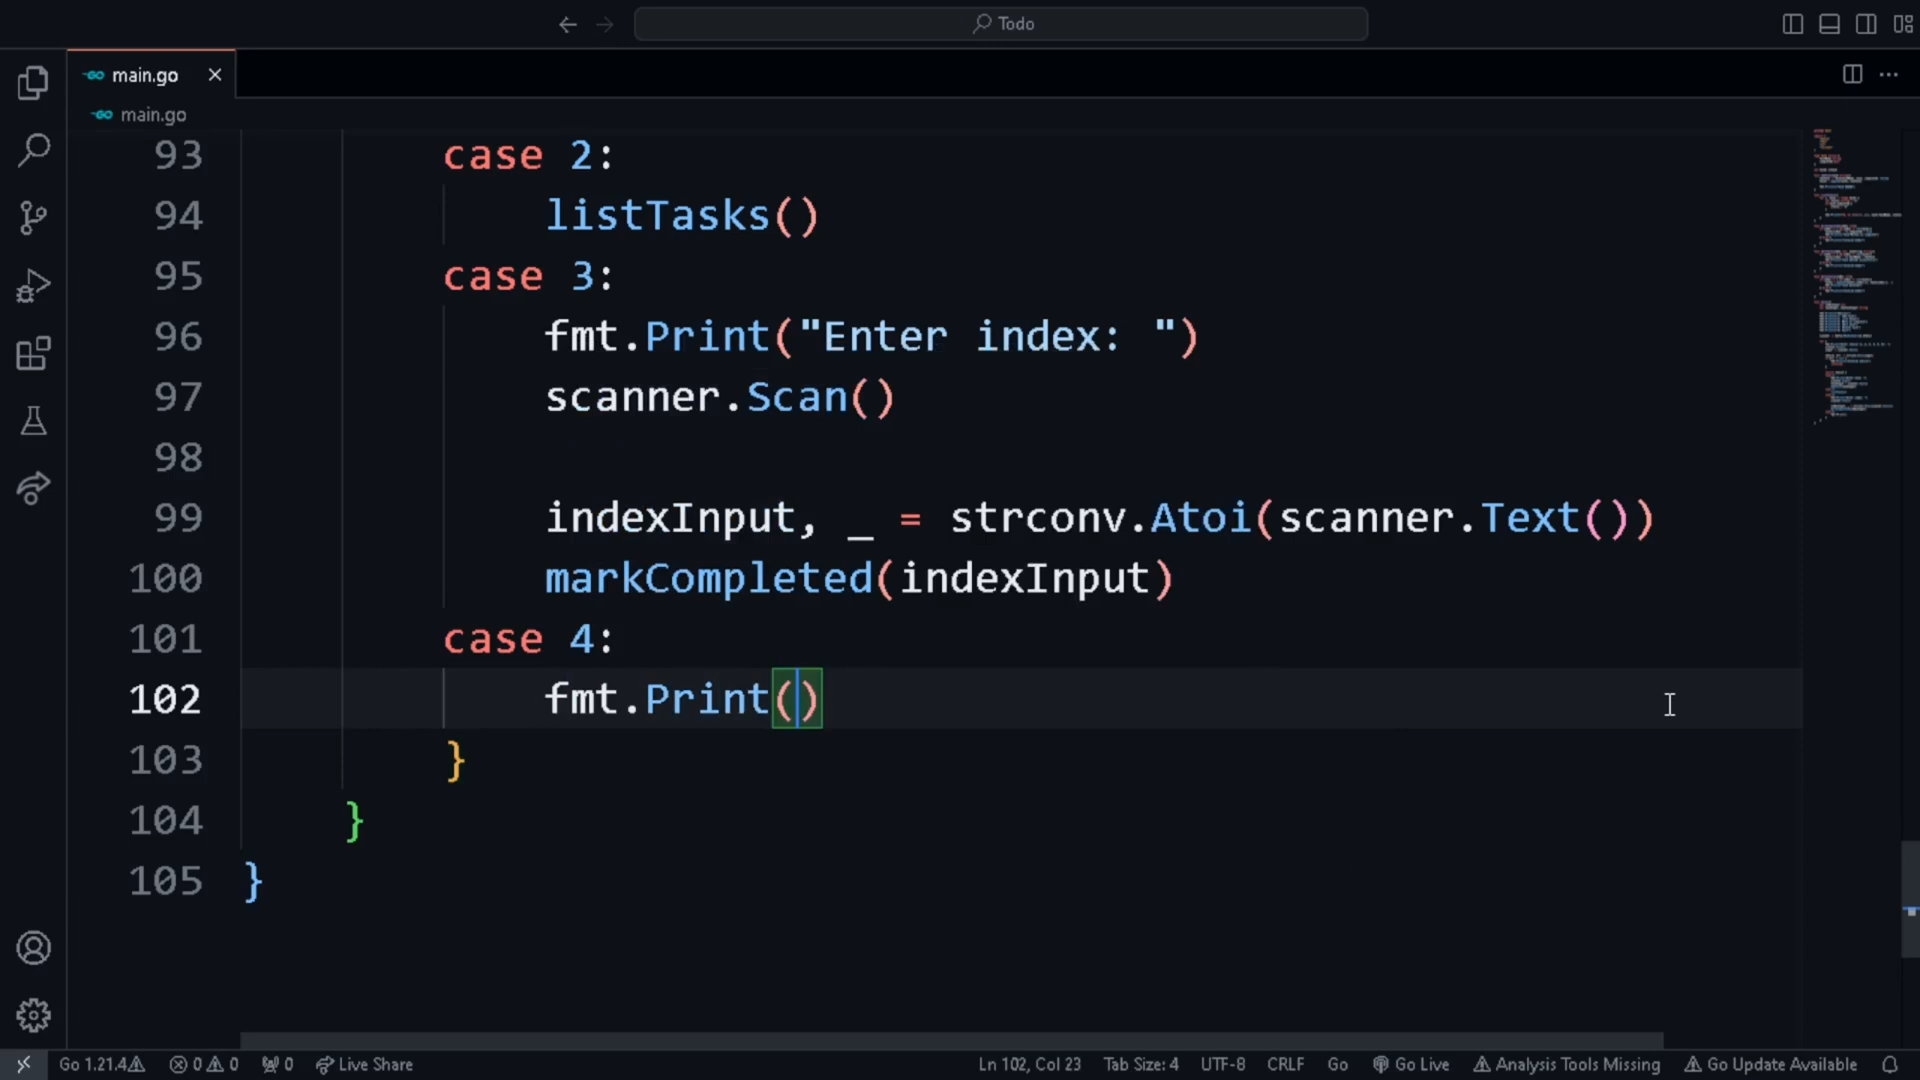 Todo
main.go
main.go
93 case 2:
94 listTasks()
95 case 3:
96 fmt.Print("Enter index: ")
97 scanner.Scan()
98
99 indexInput, _ = strconv.Atoi(scanner.Text())
100 markCompleted(indexInput)
101 case 4:
102 fmt.Print()
103 }
104 }
105 }
Go 1.21.4 0 0 0 Live Share Ln 102, Col 23 Tab Size: 4 UTF-8 CRLF Go Go Live Analysis Tools Missing Go Update Available